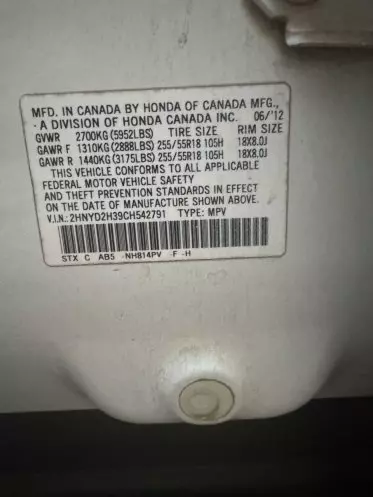 MFD. IN CANADA BY HONDA OF CANADA MFG.,
A DIVISION OF HONDA CANADA INC. 06/'12
GVWR 2700KG(5952LBS) TIRE SIZE RIM SIZE
GAWR F 1310KG(2888LBS) 255/55R18 105H 18X8.0J
GAWR R 1440KG(3175LBS) 255/55R18 105H 18X8.0J
THIS VEHICLE CONFORMS TO ALL APPLICABLE
FEDERAL MOTOR VEHICLE SAFETY
AND THEFT PREVENTION STANDARDS IN EFFECT
ON THE DATE OF MANUFACTURE SHOWN ABOVE.
V.I.N.: 2HNYD2H39CH542791 TYPE: MPV
STX C AB5 -NH814PV -F -H